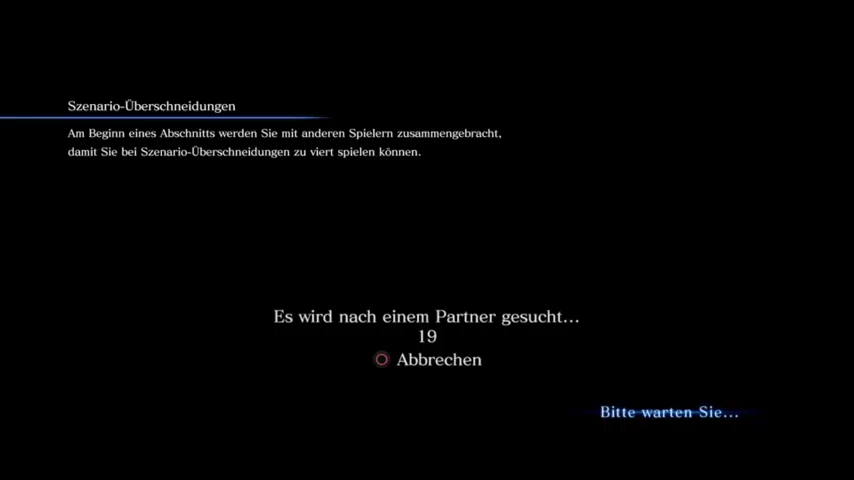 Szenario-Überschneidungen
Am Beginn eines Abschnitts werden Sie mit anderen Spielern zusammengebracht,
damit Sie bei Szenario-Überschneidungen zu viert spielen können.
Es wird nach einem Partner gesucht...
19
Abbrechen
Bitte warten Sie...